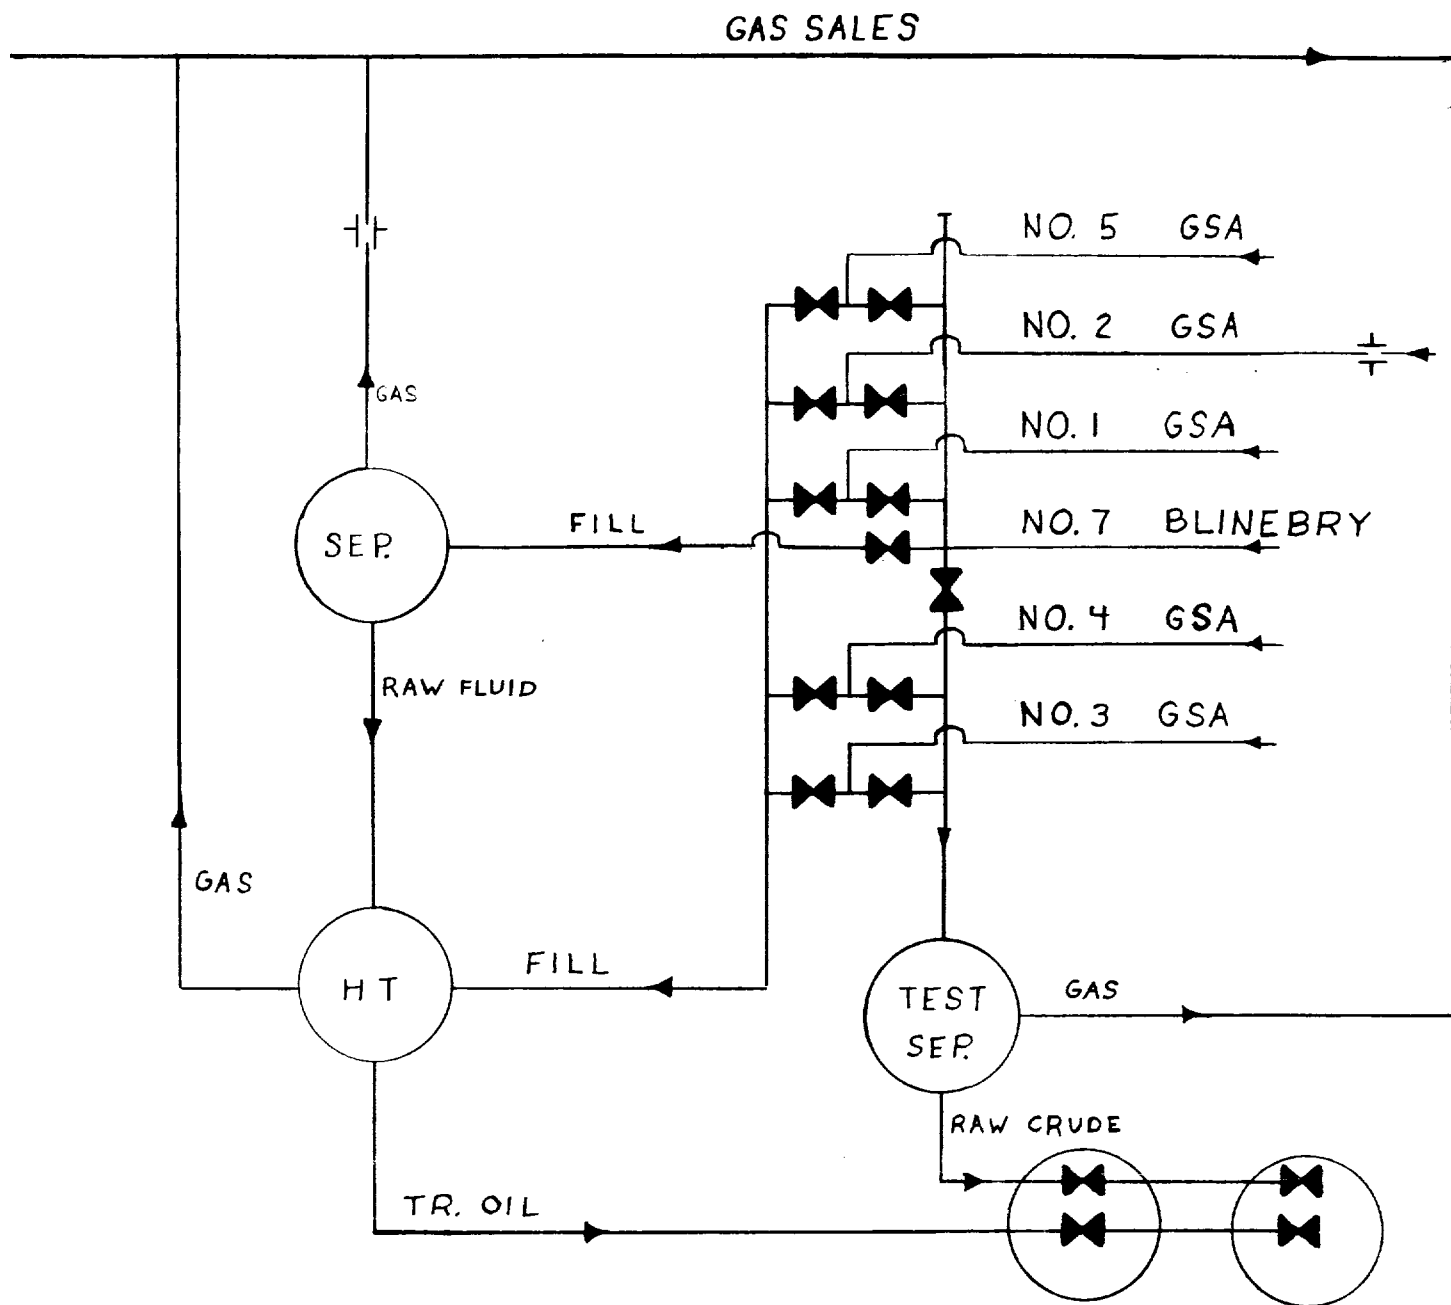 GAS SALES
NO. 5 GSA
NO. 2 GSA
GAS
NO. 1 GSA
FILL
NO. 7 BLINEBRY
SEP.
NO. 4 GSA
RAW FLUID
NO. 3 GSA
GAS
FILL
HT
GAS
TEST
SEP.
RAW CRUDE
TR. OIL